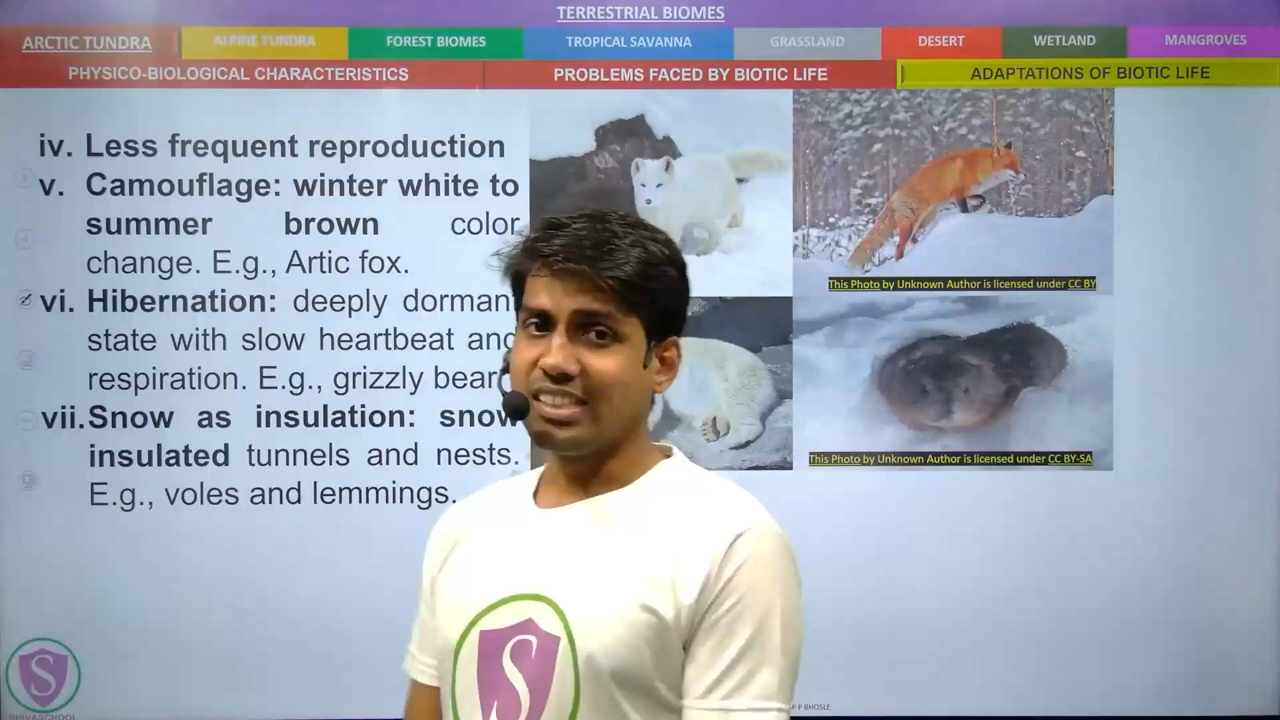 TERRESTRIAL BIOMES
ARCTIC TUNDRA ALPINE TUNDRA FOREST BIOMES TROPICAL SAVANNA GRASSLAND DESERT WETLAND MANGROVES
PHYSICO-BIOLOGICAL CHARACTERISTICS PROBLEMS FACED BY BIOTIC LIFE ADAPTATIONS OF BIOTIC LIFE
iv. Less frequent reproduction
v. Camouflage: winter white to
summer brown color
change. E.g., Artic fox.
vi. Hibernation: deeply dorman
state with slow heartbeat and
respiration. E.g., grizzly bear
vii. Snow as insulation: snow
insulated tunnels and nests.
E.g., voles and lemmings.
This Photo by Unknown Author is licensed under CC BY
This Photo by Unknown Author is licensed under CC BY-SA
S
S
P P BHOSLE